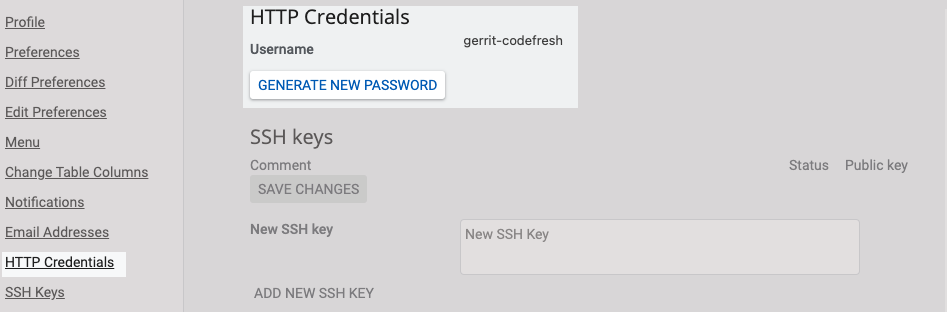 Profile
Preferences
Diff Preferences
Edit Preferences
Menu
Change Table Columns
Notifications
Email Addresses
HTTP Credentials
SSH Keys
HTTP Credentials
Username gerrit-codefresh
GENERATE NEW PASSWORD
SSH keys
Comment Status Public key
SAVE CHANGES
New SSH key New SSH Key
ADD NEW SSH KEY